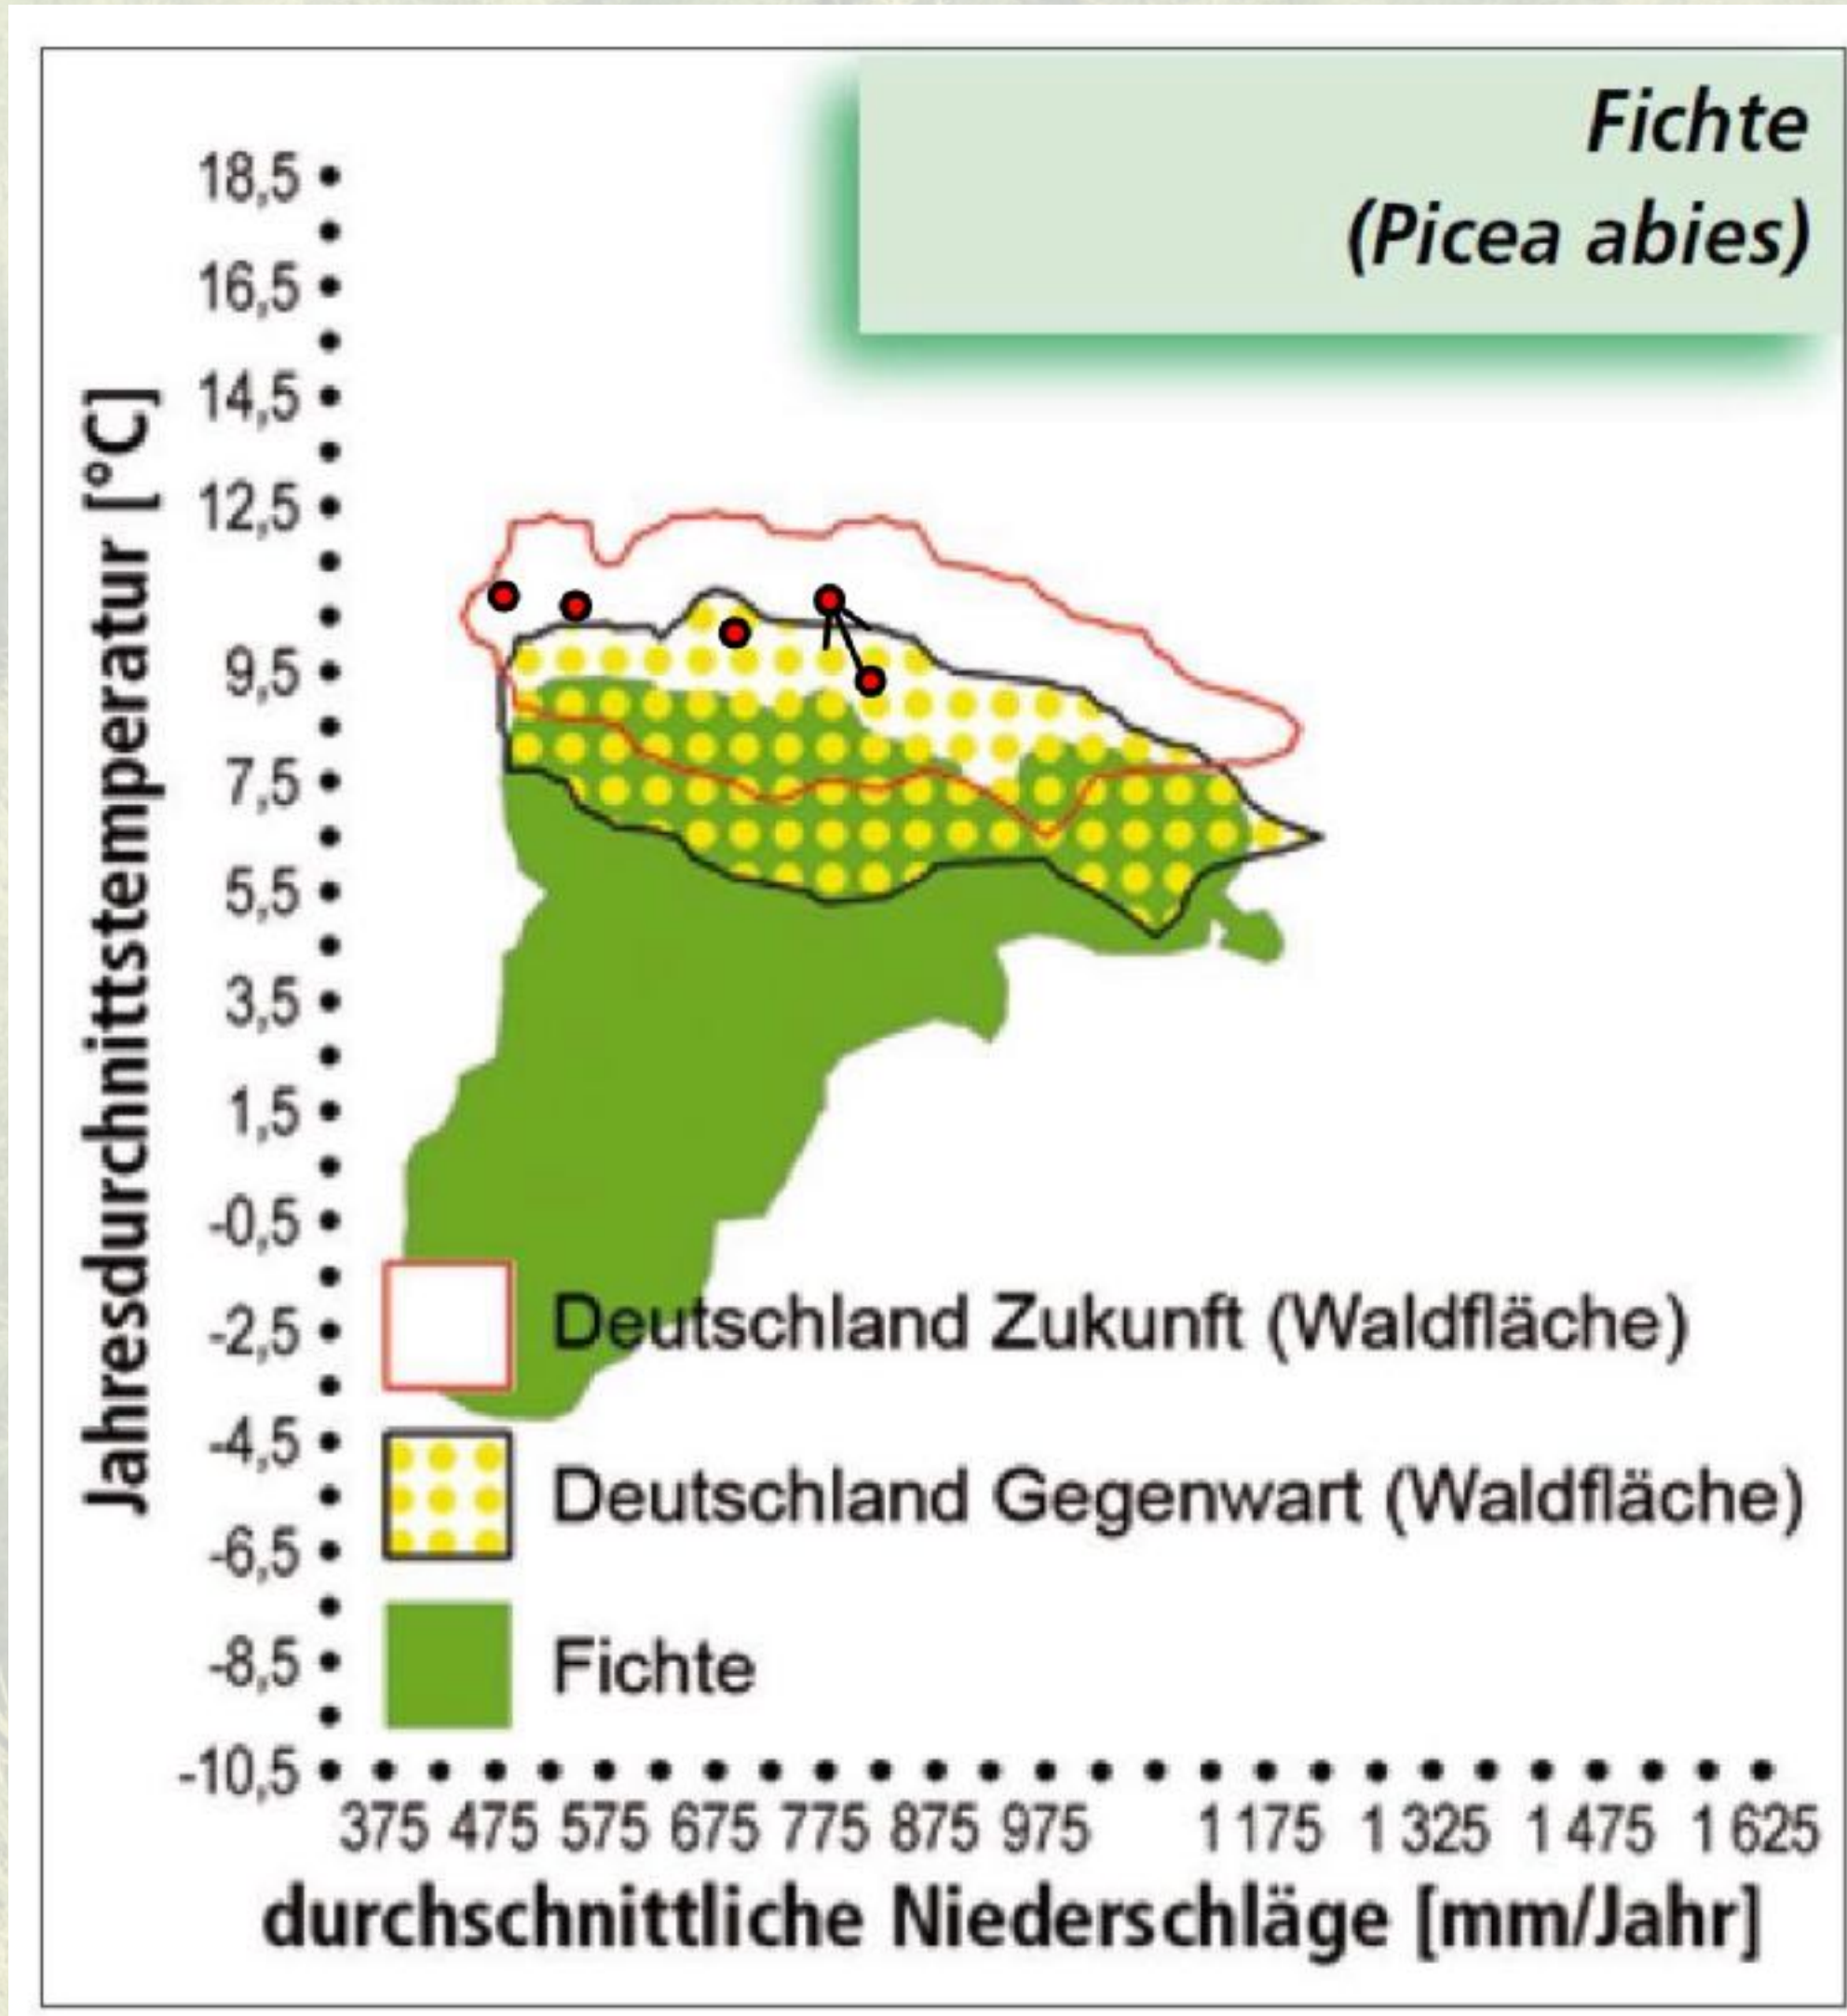 Fichte
(Picea abies)
Jahresdurchnittstemperatur [°C]
18,5
16,5
14,5
12,5
9,5
7,5
5,5
3,5
1,5
-0,5
-2,5
-4,5
-6,5
-8,5
-10,5
Deutschland Zukunft (Waldfläche)
Deutschland Gegenwart (Waldfläche)
Fichte
375 475 575 675 775 875 975 1 175 1 325 1 475 1 625
durchschnittliche Niederschläge [mm/Jahr]